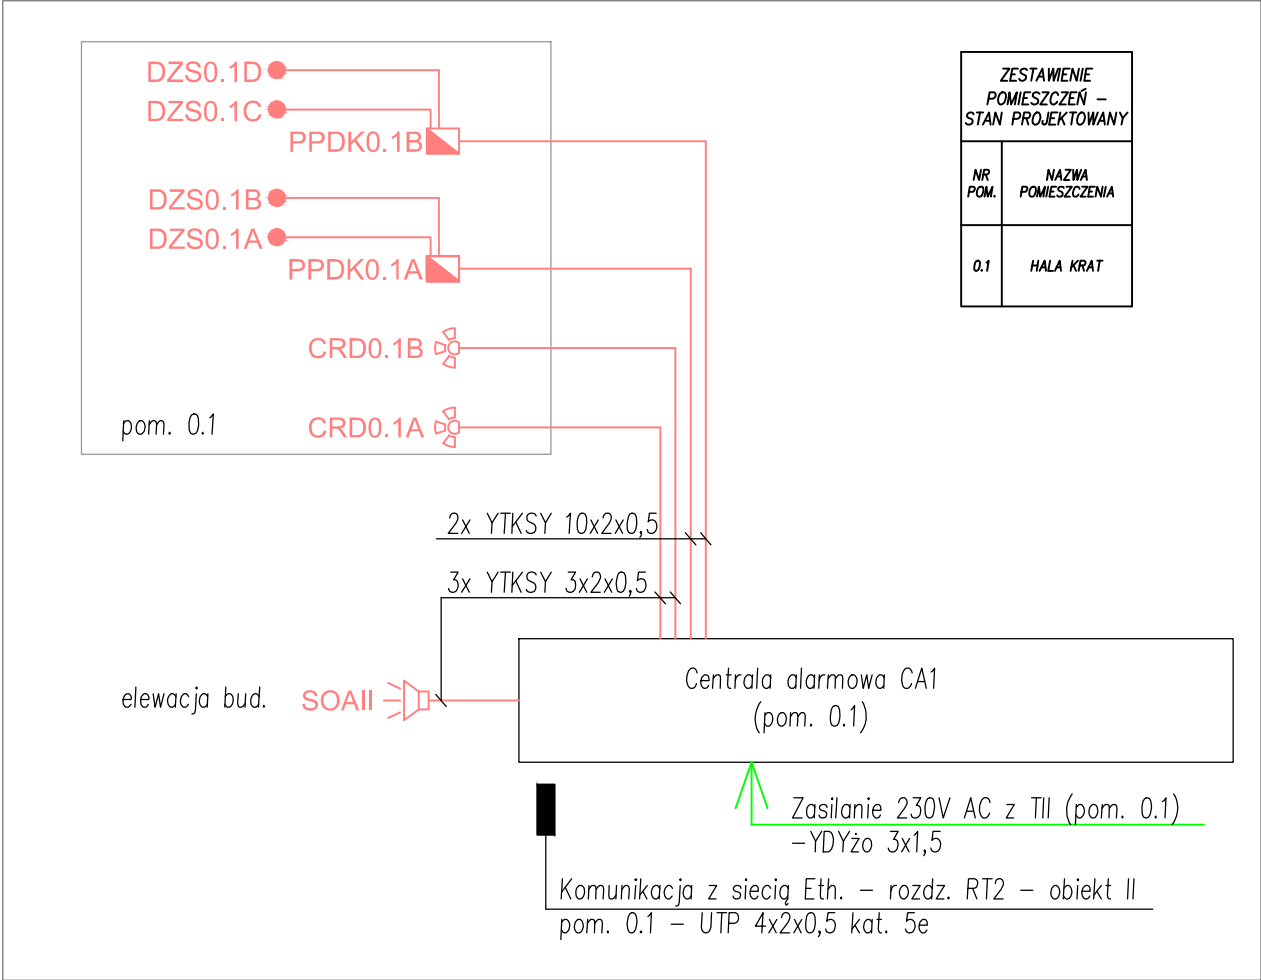 DZS0.1D
DZS0.1C
PPDK0.1B
DZS0.1B
DZS0.1A
PPDK0.1A
CRD0.1B
CRD0.1A
pom. 0.1
ZESTAWIENIE
POMIESZCZEŃ –
STAN PROJEKTOWANY
NR
POM.
NAZWA
POMIESZCZENIA
0.1
HALA KRAT
2x YTKSY 10x2x0,5
3x YTKSY 3x2x0,5
elewacja bud.
SOAII
Centrala alarmowa CA1
(pom. 0.1)
Zasilanie 230V AC z TII (pom. 0.1)
–YDYżo 3x1,5
Komunikacja z siecią Eth. – rozdz. RT2 – obiekt II
pom. 0.1 – UTP 4x2x0,5 kat. 5e